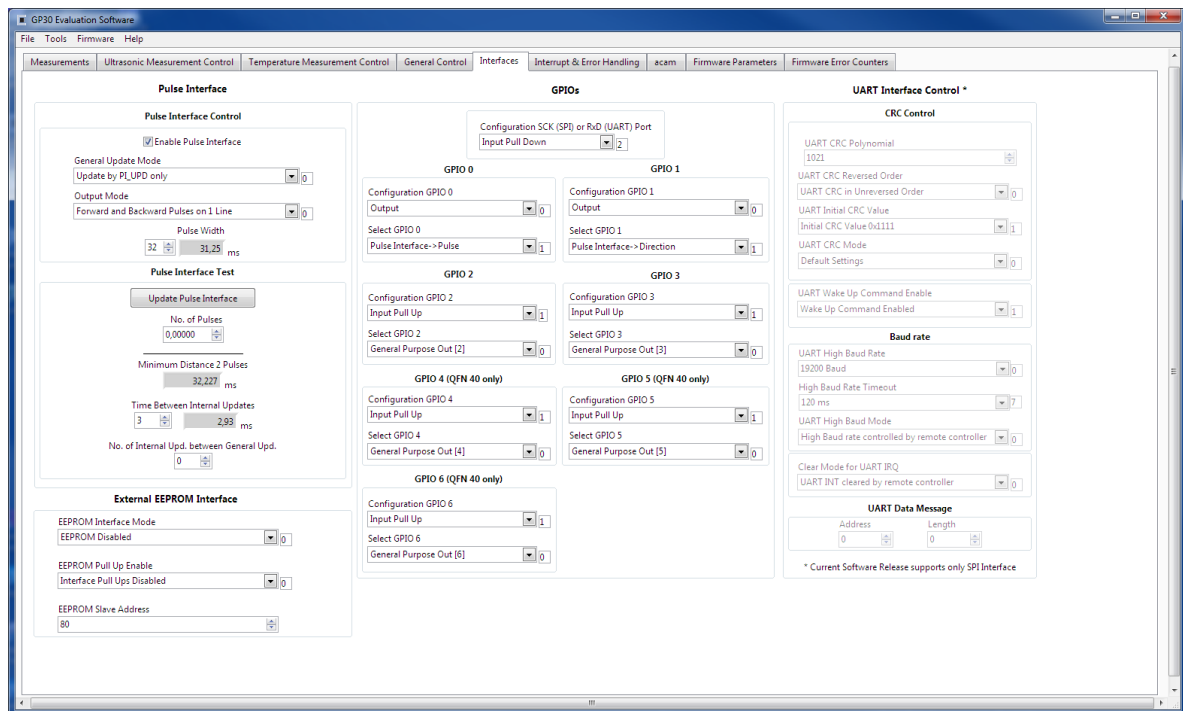 GP30 Evaluation Software
File Tools Firmware Help
Measurements Ultrasonic Measurement Control Temperature Measurement Control General Control Interfaces Interrupt & Error Handling acam Firmware Parameters Firmware Error Counters
Pulse Interface
Pulse Interface Control
Enable Pulse Interface
General Update Mode
Update by PI_UPD only 0
Output Mode
Forward and Backward Pulses on 1 Line 0
Pulse Width
32 31,25 ms
Pulse Interface Test
Update Pulse Interface
No. of Pulses
0,00000
Minimum Distance 2 Pulses
32,227 ms
Time Between Internal Updates
3 2,93 ms
No. of Internal Upd. between General Upd.
0
External EEPROM Interface
EEPROM Interface Mode
EEPROM Disabled 0
EEPROM Pull Up Enable
Interface Pull Ups Disabled 0
EEPROM Slave Address
80
GPIOs
Configuration SCK (SPI) or RxD (UART) Port
Input Pull Down 2
GPIO 0
Configuration GPIO 0
Output 0
Select GPIO 0
Pulse Interface->Pulse 1
GPIO 1
Configuration GPIO 1
Output 0
Select GPIO 1
Pulse Interface->Direction 1
GPIO 2
Configuration GPIO 2
Input Pull Up 1
Select GPIO 2
General Purpose Out [2] 0
GPIO 3
Configuration GPIO 3
Input Pull Up 1
Select GPIO 3
General Purpose Out [3] 0
GPIO 4 (QFN 40 only)
Configuration GPIO 4
Input Pull Up 1
Select GPIO 4
General Purpose Out [4] 0
GPIO 5 (QFN 40 only)
Configuration GPIO 5
Input Pull Up 1
Select GPIO 5
General Purpose Out [5] 0
GPIO 6 (QFN 40 only)
Configuration GPIO 6
Input Pull Up 1
Select GPIO 6
General Purpose Out [6] 0
UART Interface Control *
CRC Control
UART CRC Polynomial
1021
UART CRC Reversed Order
UART CRC in Unreversed Order 0
UART Initial CRC Value
Initial CRC Value 0x1111 1
UART CRC Mode
Default Settings 0
UART Wake Up Command Enable
Wake Up Command Enabled 1
Baud rate
UART High Baud Rate
19200 Baud 0
High Baud Rate Timeout
120 ms 7
UART High Baud Mode
High Baud rate controlled by remote controller 0
Clear Mode for UART IRQ
UART INT cleared by remote controller 0
UART Data Message
Address Length
0 0
* Current Software Release supports only SPI Interface